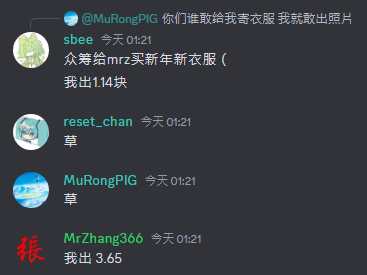 @MuRongPIG 你们谁敢给我寄衣服 我就敢出照片
sbee 今天 01:21
众筹给mrz买新年新衣服（
我出1.14块
reset_chan 今天 01:21
草
MuRongPIG 今天 01:21
草
張
MrZhang366 今天 01:21
我出 3.65